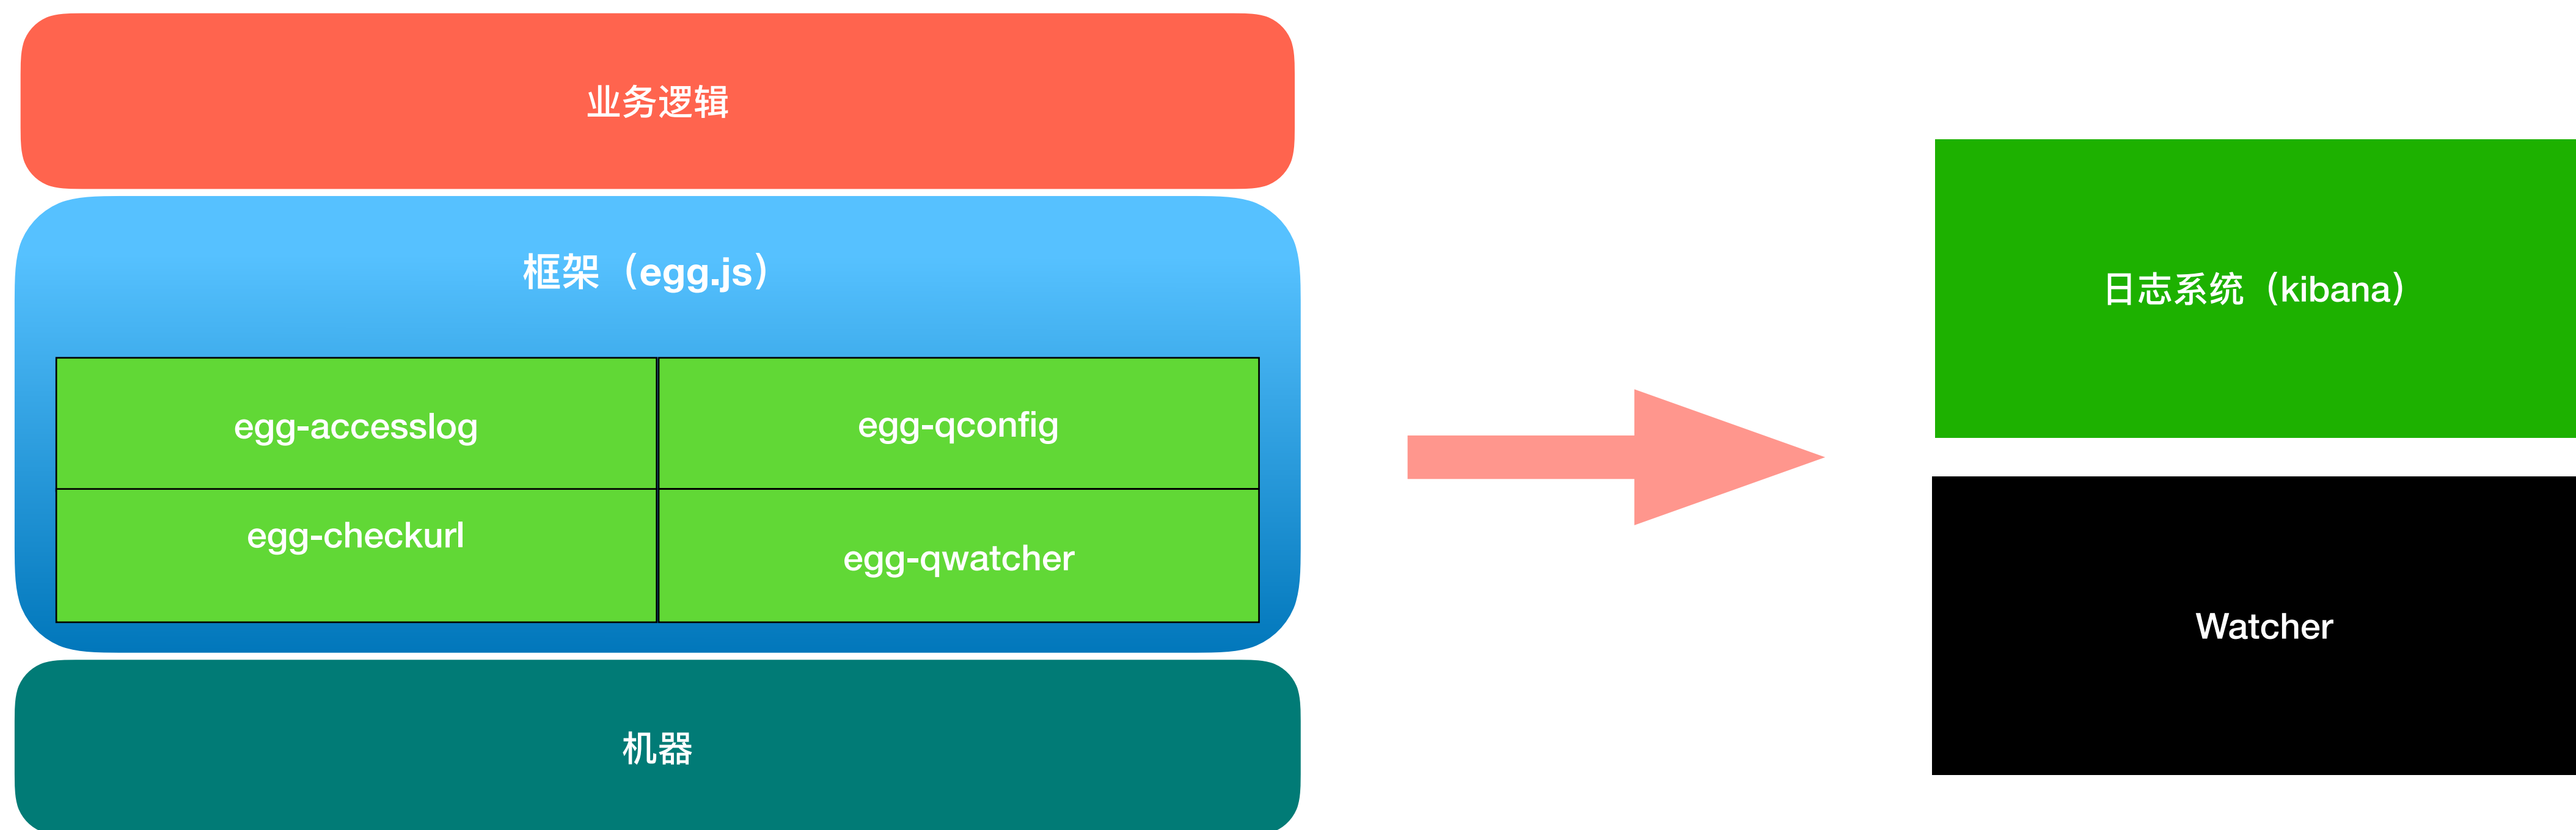 业务逻辑
框架（egg.js）
egg-accesslog
egg-qconfig
egg-checkurl
egg-qwatcher
机器
日志系统（kibana）
Watcher